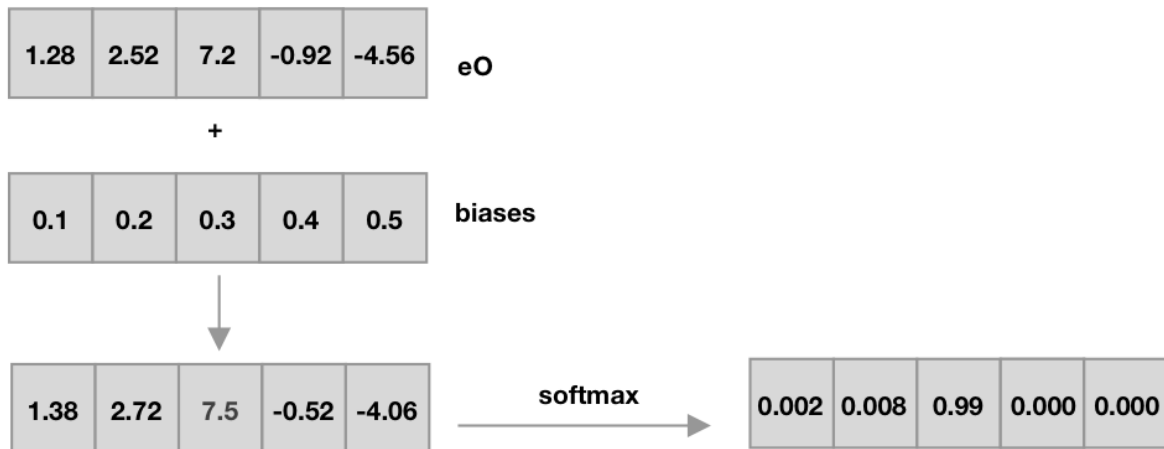 1.28 2.52 7.2 -0.92 -4.56 eO
+
0.1 0.2 0.3 0.4 0.5 biases
1.38 2.72 7.5 -0.52 -4.06 softmax 0.002 0.008 0.99 0.000 0.000